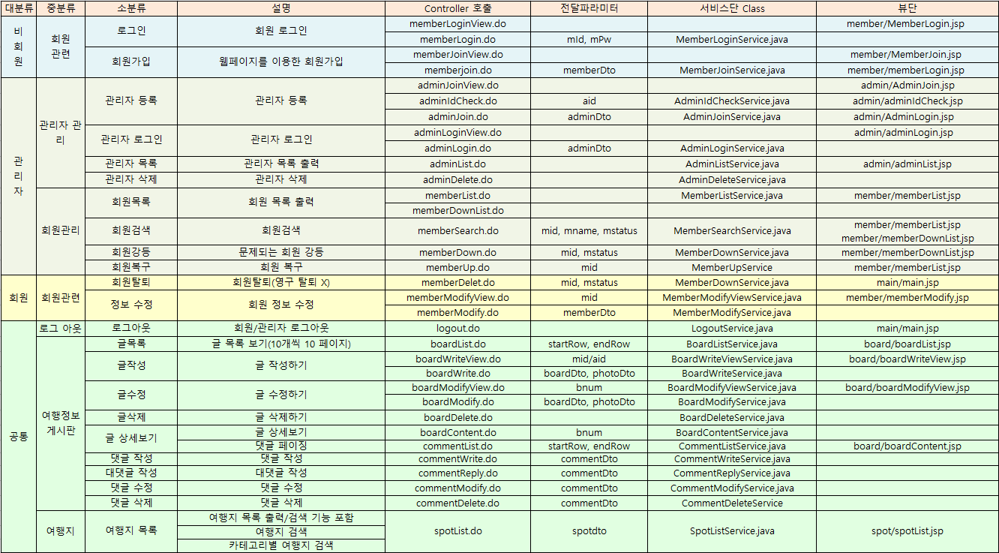 대분류 중분류 소분류 설명 Controller 호출 전달파라미터 서비스단 Class 뷰단
비
회
원
회원
관련
로그인 회원 로그인
memberLoginView.do member/MemberLogin.jsp
memberLogin.do mId, mPw MemberLoginService.java
회원가입 웹페이지를 이용한 회원가입
memberJoinView.do member/MemberJoin.jsp
memberjoin.do memberDto MemberJoinService.java member/memberLogin.jsp
관
리
자
관리자 관
리
관리자 등록 관리자 등록
adminJoinView.do admin/AdminJoin.jsp
adminIdCheck.do aid AdminIdCheckService.java admin/adminIdCheck.jsp
adminJoin.do adminDto AdminJoinService.java admin/AdminLogin.jsp
관리자 로그인 관리자 로그인
adminLoginView.do admin/adminLogin.jsp
adminLogin.do adminDto AdminLoginService.java
관리자 목록 관리자 목록 출력 adminList.do AdminListService.java admin/adminList.jsp
관리자 삭제 관리자 삭제 adminDelete.do AdminDeleteService.java
회원관리
회원목록 회원 목록 출력
memberList.do MemberListService.java member/memberList.jsp
memberDownList.do
회원검색 회원검색 memberSearch.do mid, mname, mstatus MemberSearchService.java
member/memberList.jsp
member/memberDownList.jsp
회원강등 문제되는 회원 강등 memberDown.do mid, mstatus MemberDownService.java member/memberDownList.jsp
회원복구 회원 복구 memberUp.do mid MemberUpService member/memberList.jsp
회원 회원관련
회원탈퇴 회원탈퇴(영구 탈퇴 X) memberDelet.do mid, mstatus MemberDownService.java main/main.jsp
정보 수정 회원 정보 수정
memberModifyView.do mid MemberModifyViewService.java member/memberModify.jsp
memberModify.do memberDto MemberModifyService.java
공통
로그 아웃 로그아웃 회원/관리자 로그아웃 logout.do LogoutService.java main/main.jsp
여행정보
게시판
글목록 글 목록 보기(10개씩 10 페이지) boardList.do startRow, endRow BoardListService.java board/boardList.jsp
글작성 글 작성하기
boardWriteView.do mid/aid BoardWriteViewService.java board/boardWriteView.jsp
boardWrite.do boardDto, photoDto BoardWriteService.java
글수정 글 수정하기
boardModifyView.do bnum BoardModifyViewService.java board/boardModifyView.jsp
boardModify.do boardDto, photoDto BoardModifyService.java
글삭제 글 삭제하기 boardDelete.do BoardDeleteService.java
글 상세보기
글 상세보기 boardContent.do bnum BoardContentService.java
댓글 페이징 commentList.do startRow, endRow CommentListService.java board/boardContent.jsp
댓글 작성 댓글 작성 commentWrite.do commentDto CommentWriteService.java
대댓글 작성 대댓글 작성 commentReply.do commentDto CommentReplyService.java
댓글 수정 댓글 수정 commentModify.do commentDto CommentModifyService.java
댓글 삭제 댓글 삭제 commentDelete.do commentDto CommentDeleteService
여행지 여행지 목록
여행지 목록 출력/검색 기능 포함
여행지 검색
카테고리별 여행지 검색
spotList.do spotdto SpotListService.java spot/spotList.jsp